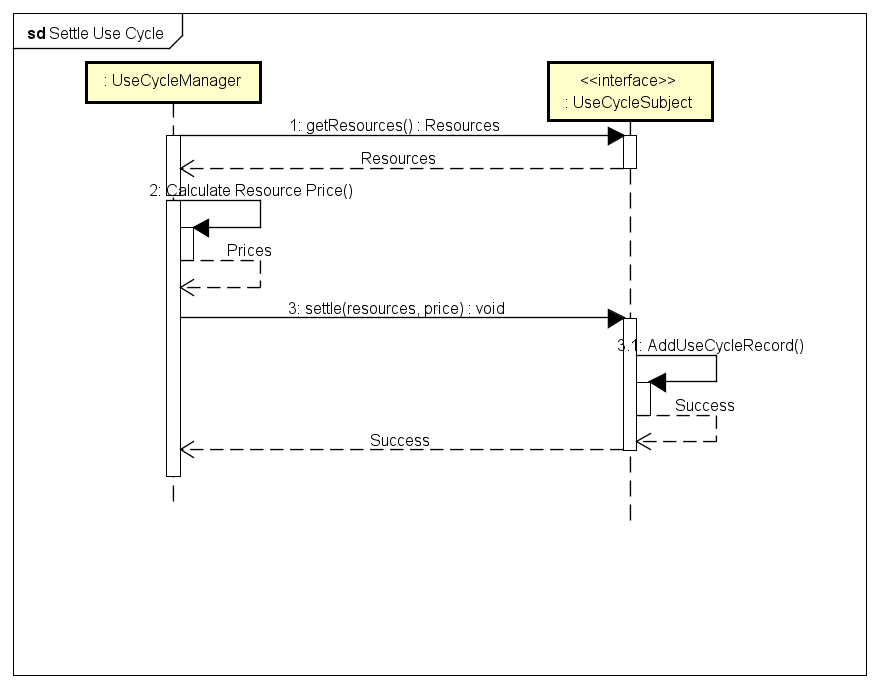 sd Settle Use Cycle
: UseCycleManager
<<interface>>
: UseCycleSubject
1: getResources() : Resources
Resources
2: Calculate Resource Price()
Prices
3: settle(resources, price) : void
3.1: AddUseCycleRecord()
Success
Success